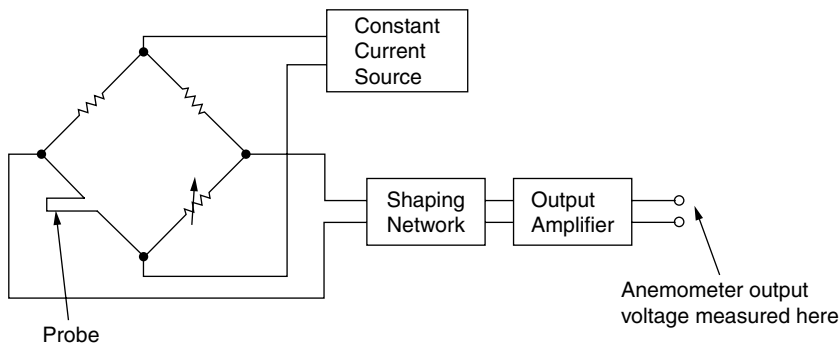 Constant
Current
Source
Shaping
Network
Output
Amplifier
Anemometer output
voltage measured here
Probe